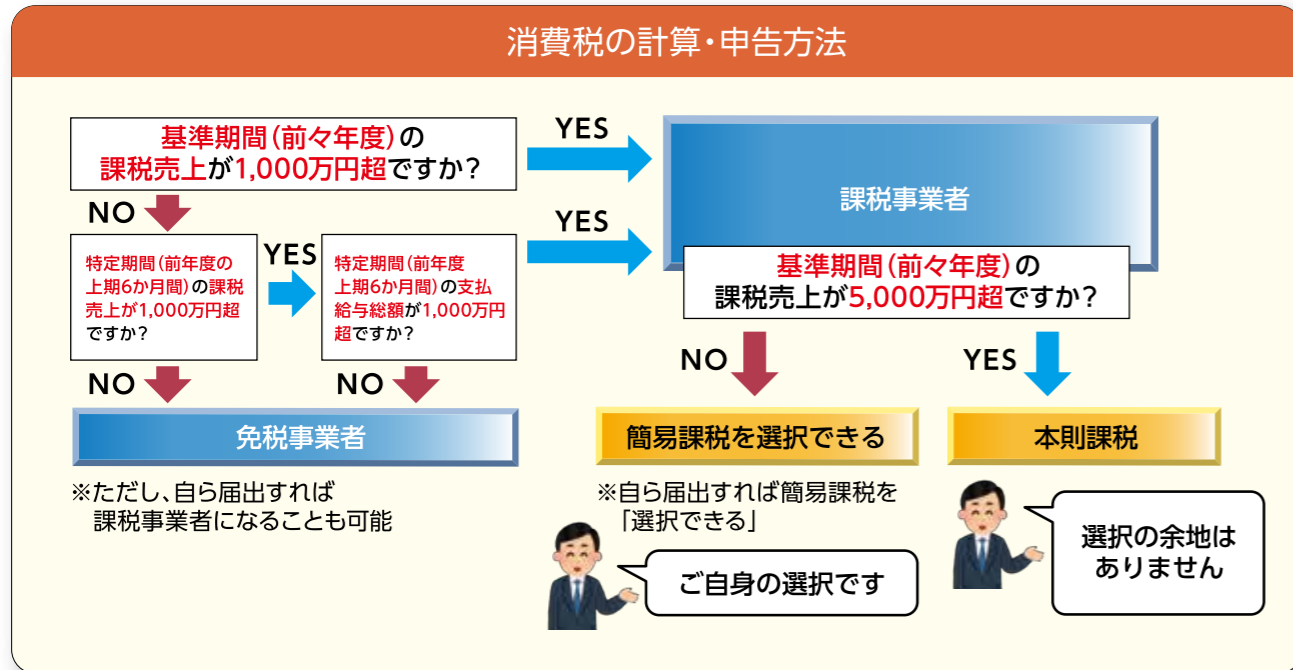 消費税の計算・申告方法
基準期間(前々年度)の
課税売上が1,000万円超ですか?
YES
NO
特定期間(前年度の
上期6か月間)の課税
売上が1,000万円超
ですか?
YES
特定期間(前年度
上期6か月間)の支払
給与総額が1,000万円
超ですか?
YES
NO
NO
免税事業者
※ただし、自ら届出すれば
課税事業者になることも可能
課税事業者
基準期間(前々年度)の
課税売上が5,000万円超ですか?
NO
YES
簡易課税を選択できる
※自ら届出すれば簡易課税を
「選択できる」
ご自身の選択です
本則課税
選択の余地は
ありません